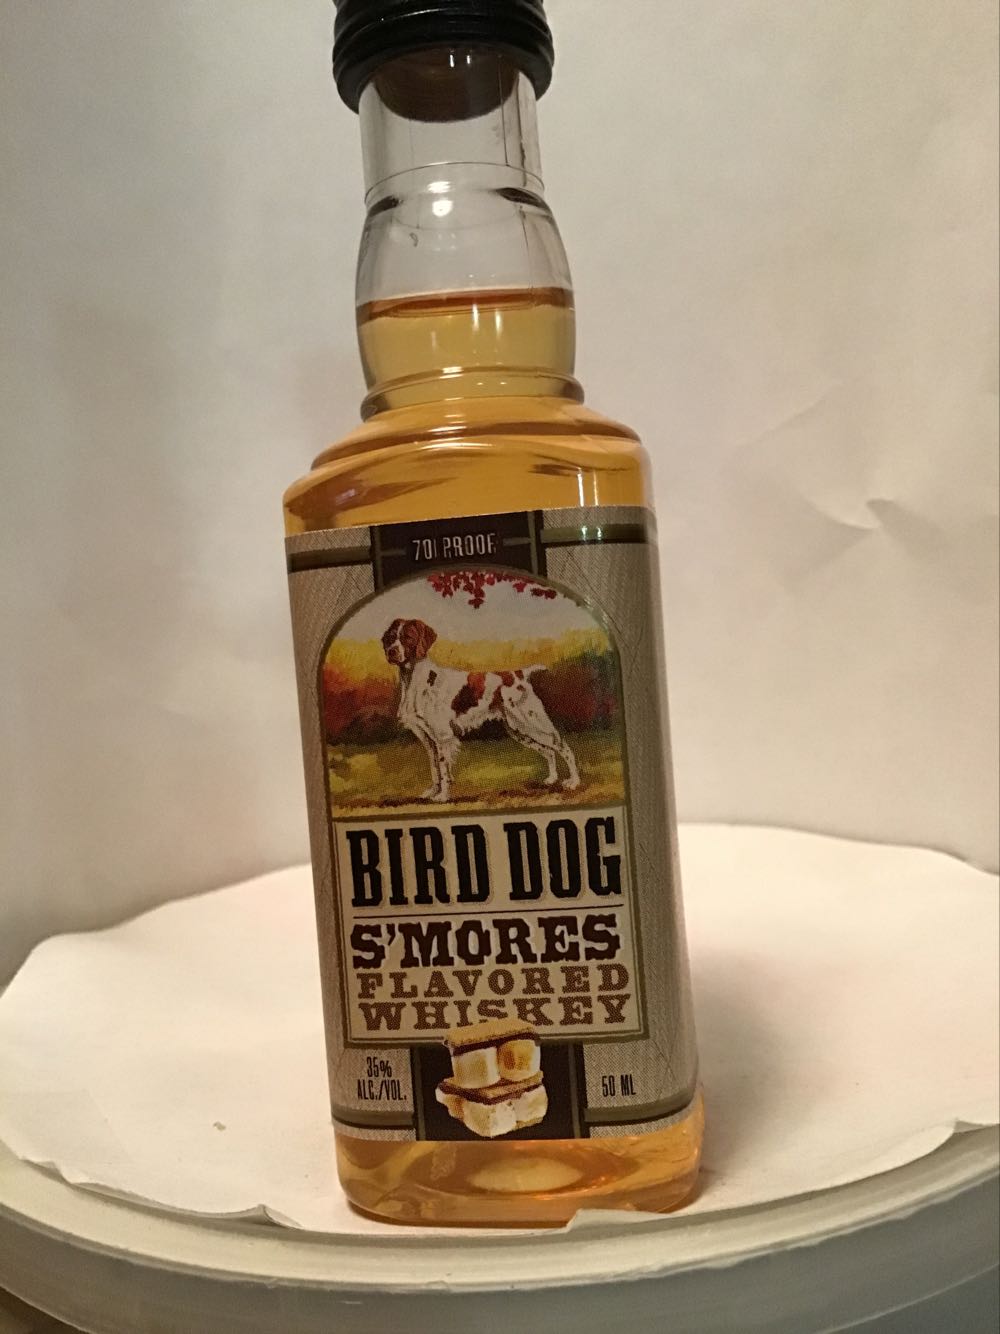 70 PROOF
BIRD DOG
S'MORES
FLAVORED
WHISKEY
35%
ALC./VOL.
50 ML